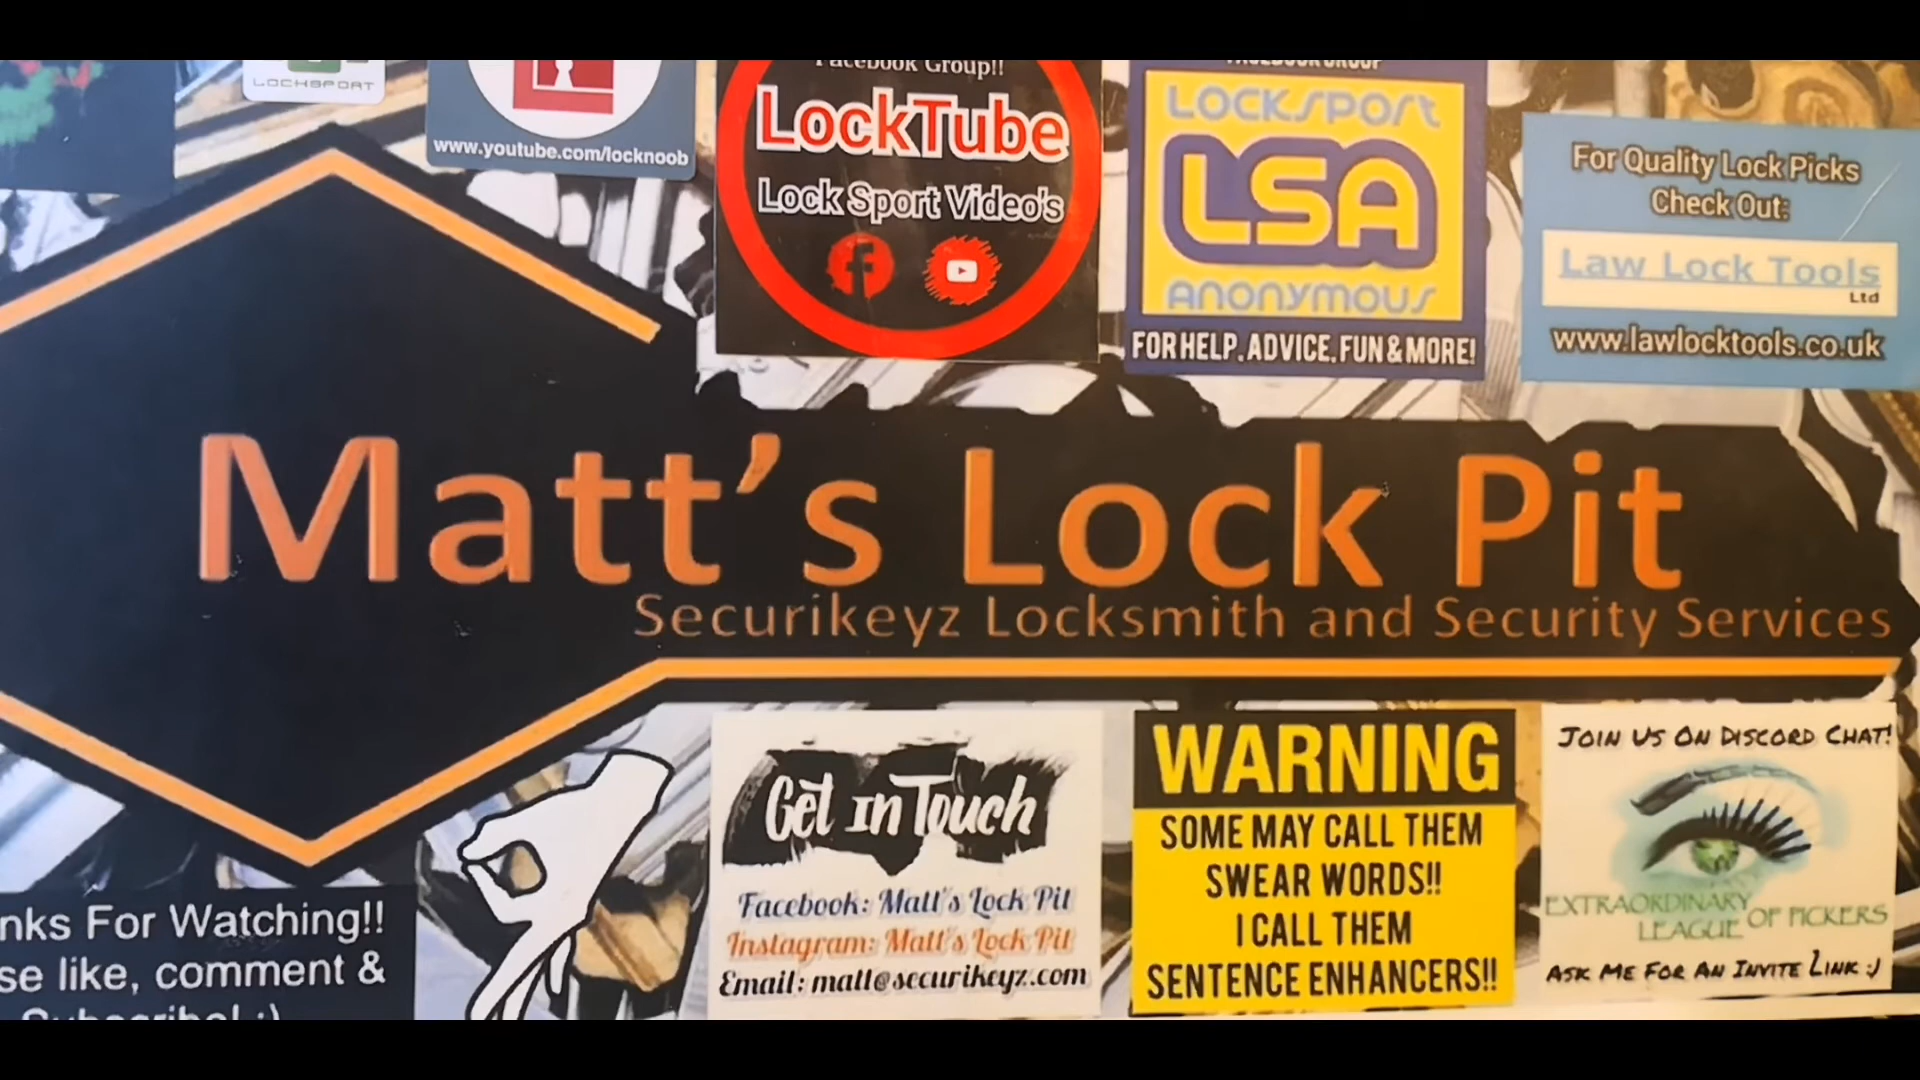 LOCKSPORT
www.youtube.com/locknoob
Facebook Group!!
LockTube
Lock Sport Video's
LOCKSPORT
LSA
ANONYMOUS
FOR HELP, ADVICE, FUN & MORE!
For Quality Lock Picks
Check Out:
Law Lock Tools
Ltd
www.lawlocktools.co.uk
Matt's Lock Pit
Securikeyz Locksmith and Security Services
nks For Watching!!
se like, comment &
Subscribe! :)
Get in Touch
Facebook: Matt's Lock Pit
Instagram: Matt's Lock Pit
Email: matt@securikeyz.com
WARNING
SOME MAY CALL THEM
SWEAR WORDS!!
I CALL THEM
SENTENCE ENHANCERS!!
Join Us On Discord Chat!
EXTRAORDINARY
LEAGUE OF PICKERS
Ask Me For An Invite Link :)